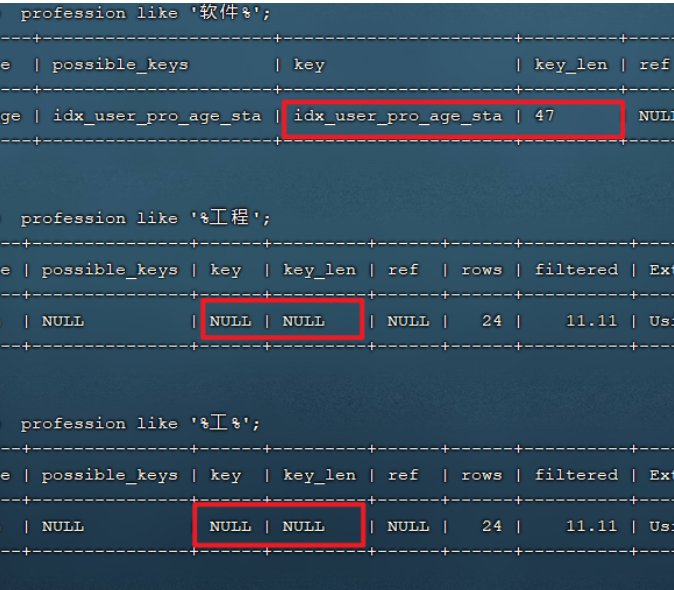 profession like '软件%';
---+----------------------+----------------------+---------+-----
e | possible_keys | key | key_len | ref
---+----------------------+----------------------+---------+-----
ge | idx_user_pro_age_sta | idx_user_pro_age_sta | 47 NULL
---+----------------------+----------------------+---------+-----
profession like '%工程';
--+---------------+------+---------+------+------+----------+----
e | possible_keys | key | key_len | ref | rows | filtered | Ext
--+---------------+------+---------+------+------+----------+----
| NULL | NULL | NULL | NULL | 24 | 11.11 | Usi
--+---------------+------+---------+------+------+----------+----
profession like '%工%';
--+---------------+------+---------+------+------+----------+----
e | possible_keys | key | key_len | ref | rows | filtered | Ext
--+---------------+------+---------+------+------+----------+----
| NULL | NULL | NULL | NULL | 24 | 11.11 | Usi
--+---------------+------+---------+------+------+----------+----